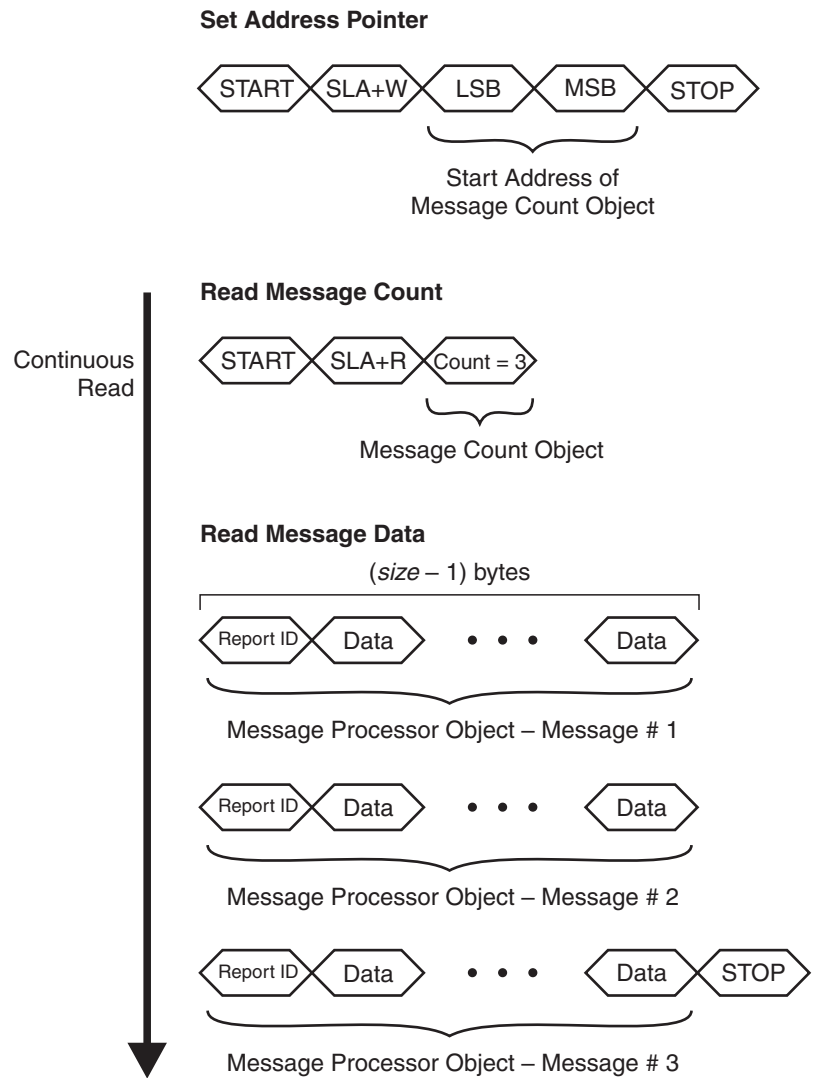 Set Address Pointer
START SLA+W LSB MSB STOP
Start Address of
Message Count Object
Read Message Count
Continuous
Read
START SLA+R Count = 3
Message Count Object
Read Message Data
(size – 1) bytes
Report ID Data • • • Data
Message Processor Object – Message # 1
Report ID Data • • • Data
Message Processor Object – Message # 2
Report ID Data • • • Data STOP
Message Processor Object – Message # 3